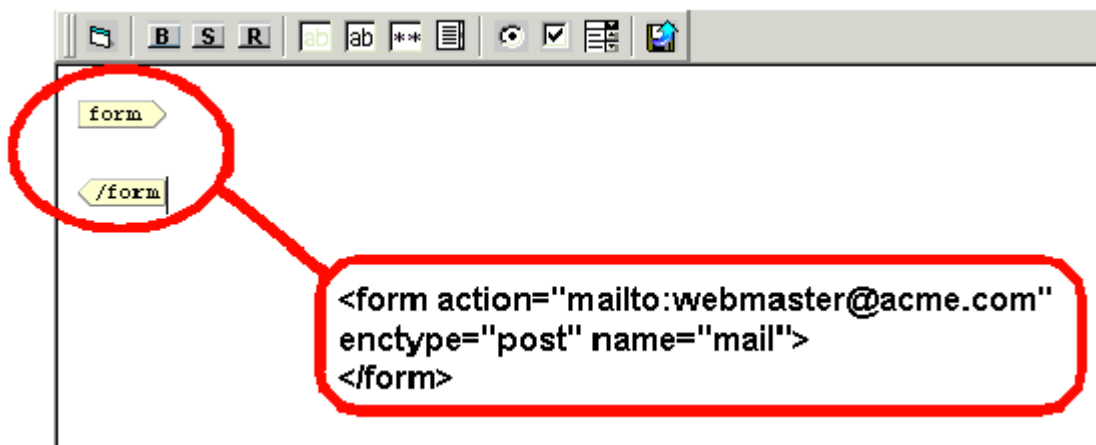 B S R ab ab **
form
/form
<form action="mailto:webmaster@acme.com"
enctype="post" name="mail">
</form>